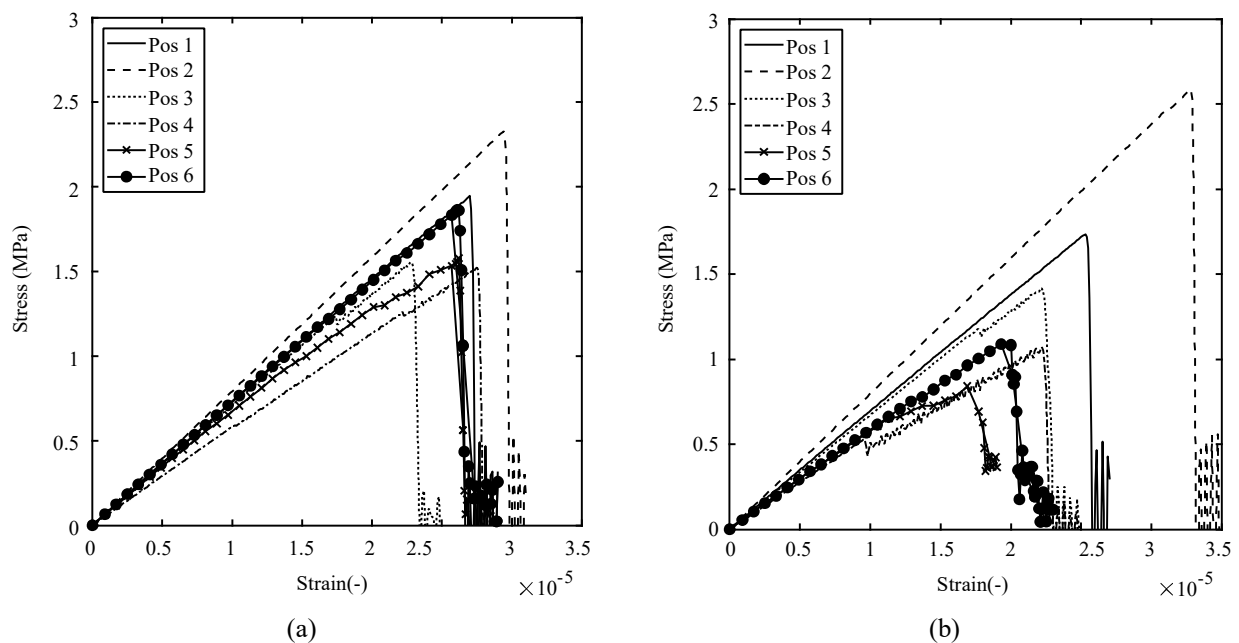 3
2.5
2
1.5
1
0.5
0
Stress (MPa)
Pos 1
Pos 2
Pos 3
Pos 4
Pos 5
Pos 6
0 0.5 1 1.5 2 2.5 3 3.5
Strain(-)
×10⁻⁵
(a)
3
2.5
2
1.5
1
0.5
0
Stress (MPa)
Pos 1
Pos 2
Pos 3
Pos 4
Pos 5
Pos 6
0 0.5 1 1.5 2 2.5 3 3.5
Strain(-)
×10⁻⁵
(b)